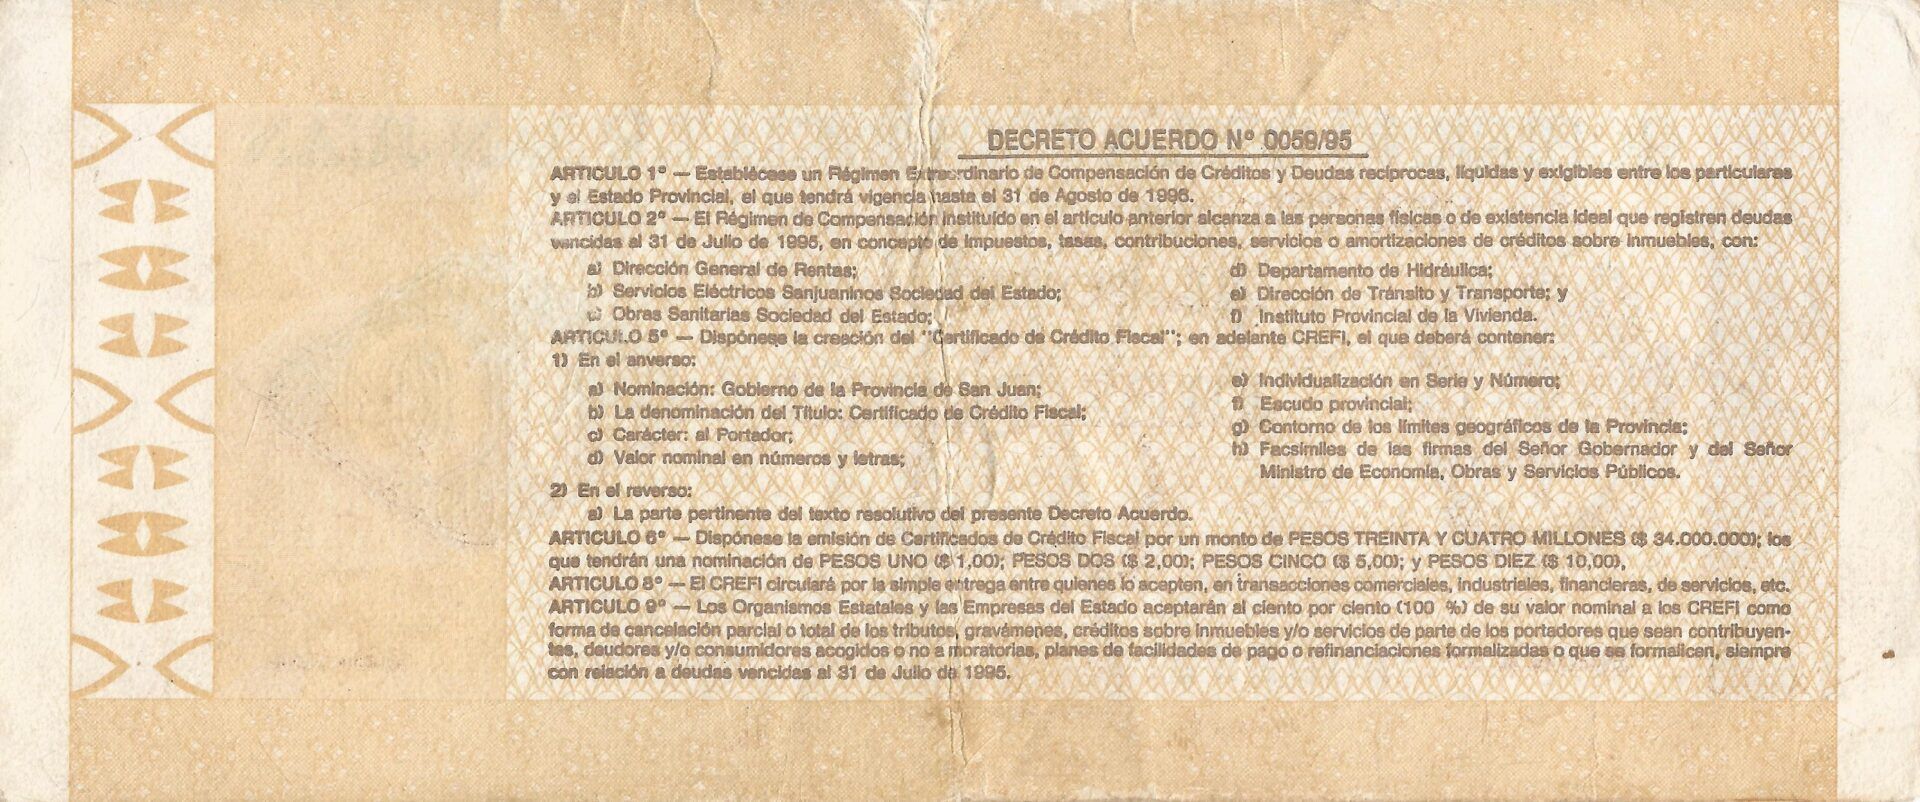 DECRETO ACUERDO Nº 0059/95
ARTICULO 1º — Establécese un Régimen Extraordinario de Compensación de Créditos y Deudas recíprocas, líquidas y exigibles entre los particulares
y el Estado Provincial, el que tendrá vigencia hasta el 31 de Agosto de 1996.
ARTICULO 2º — El Régimen de Compensación instituído en el artículo anterior alcanza a las personas físicas o de existencia ideal que registren deudas
vencidas al 31 de Julio de 1995, en concepto de impuestos, tasas, contribuciones, servicios o amortizaciones de créditos sobre inmuebles, con:
a) Dirección General de Rentas;
b) Servicios Eléctricos Sanjuaninos Sociedad del Estado;
c) Obras Sanitarias Sociedad del Estado;
d) Departamento de Hidráulica;
e) Dirección de Tránsito y Transporte; y
f) Instituto Provincial de la Vivienda.
ARTICULO 5º — Dispónese la creación del "Certificado de Crédito Fiscal"; en adelante CREFI, el que deberá contener:
1) En el anverso:
a) Nominación: Gobierno de la Provincia de San Juan;
b) La denominación del Título: Certificado de Crédito Fiscal;
c) Carácter: al Portador;
d) Valor nominal en números y letras;
e) Individualización en Serie y Número;
f) Escudo provincial;
g) Contorno de los límites geográficos de la Provincia;
h) Facsímiles de las firmas del Señor Gobernador y del Señor
Ministro de Economía, Obras y Servicios Públicos.
2) En el reverso:
a) La parte pertinente del texto resolutivo del presente Decreto Acuerdo.
ARTICULO 6º — Dispónese la emisión de Certificados de Crédito Fiscal por un monto de PESOS TREINTA Y CUATRO MILLONES ($ 34.000.000); los
que tendrán una nominación de PESOS UNO ($ 1,00); PESOS DOS ($ 2,00); PESOS CINCO ($ 5,00); y PESOS DIEZ ($ 10,00),
ARTICULO 8º — El CREFI circulará por la simple entrega entre quienes lo acepten, en transacciones comerciales, industriales, financieras, de servicios, etc.
ARTICULO 9º — Los Organismos Estatales y las Empresas del Estado aceptarán al ciento por ciento (100 %) de su valor nominal a los CREFI como
forma de cancelación parcial o total de los tributos, gravámenes, créditos sobre inmuebles y/o servicios de parte de los portadores que sean contribuyen-
tes, deudores y/o consumidores acogidos o no a moratorias, planes de facilidades de pago o refinanciaciones formalizadas o que se formalicen, siempre
con relación a deudas vencidas al 31 de Julio de 1995.